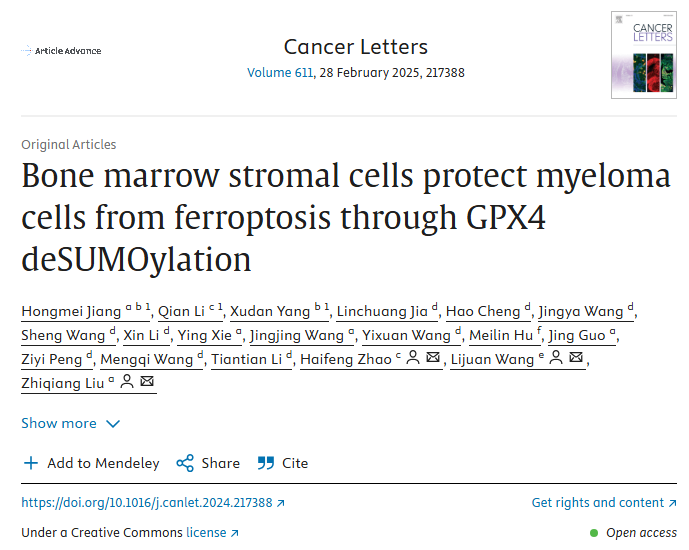 Article Advance
Cancer Letters
Volume 611, 28 February 2025, 217388
CANCER
LETTERS
Original Articles
Bone marrow stromal cells protect myeloma
cells from ferroptosis through GPX4
deSUMOylation
Hongmei Jiang a b 1, Qian Li c 1, Xudan Yang b 1, Linchuang Jia d, Hao Cheng d, Jingya Wang d,
Sheng Wang d, Xin Li d, Ying Xie a, Jingjing Wang a, Yixuan Wang d, Meilin Hu f, Jing Guo a,
Ziyi Peng d, Mengqi Wang d, Tiantian Li d, Haifeng Zhao c, Lijuan Wang e,
Zhiqiang Liu a
Show more
Add to Mendeley Share Cite
https://doi.org/10.1016/j.canlet.2024.217388 Get rights and content
Under a Creative Commons license Open access